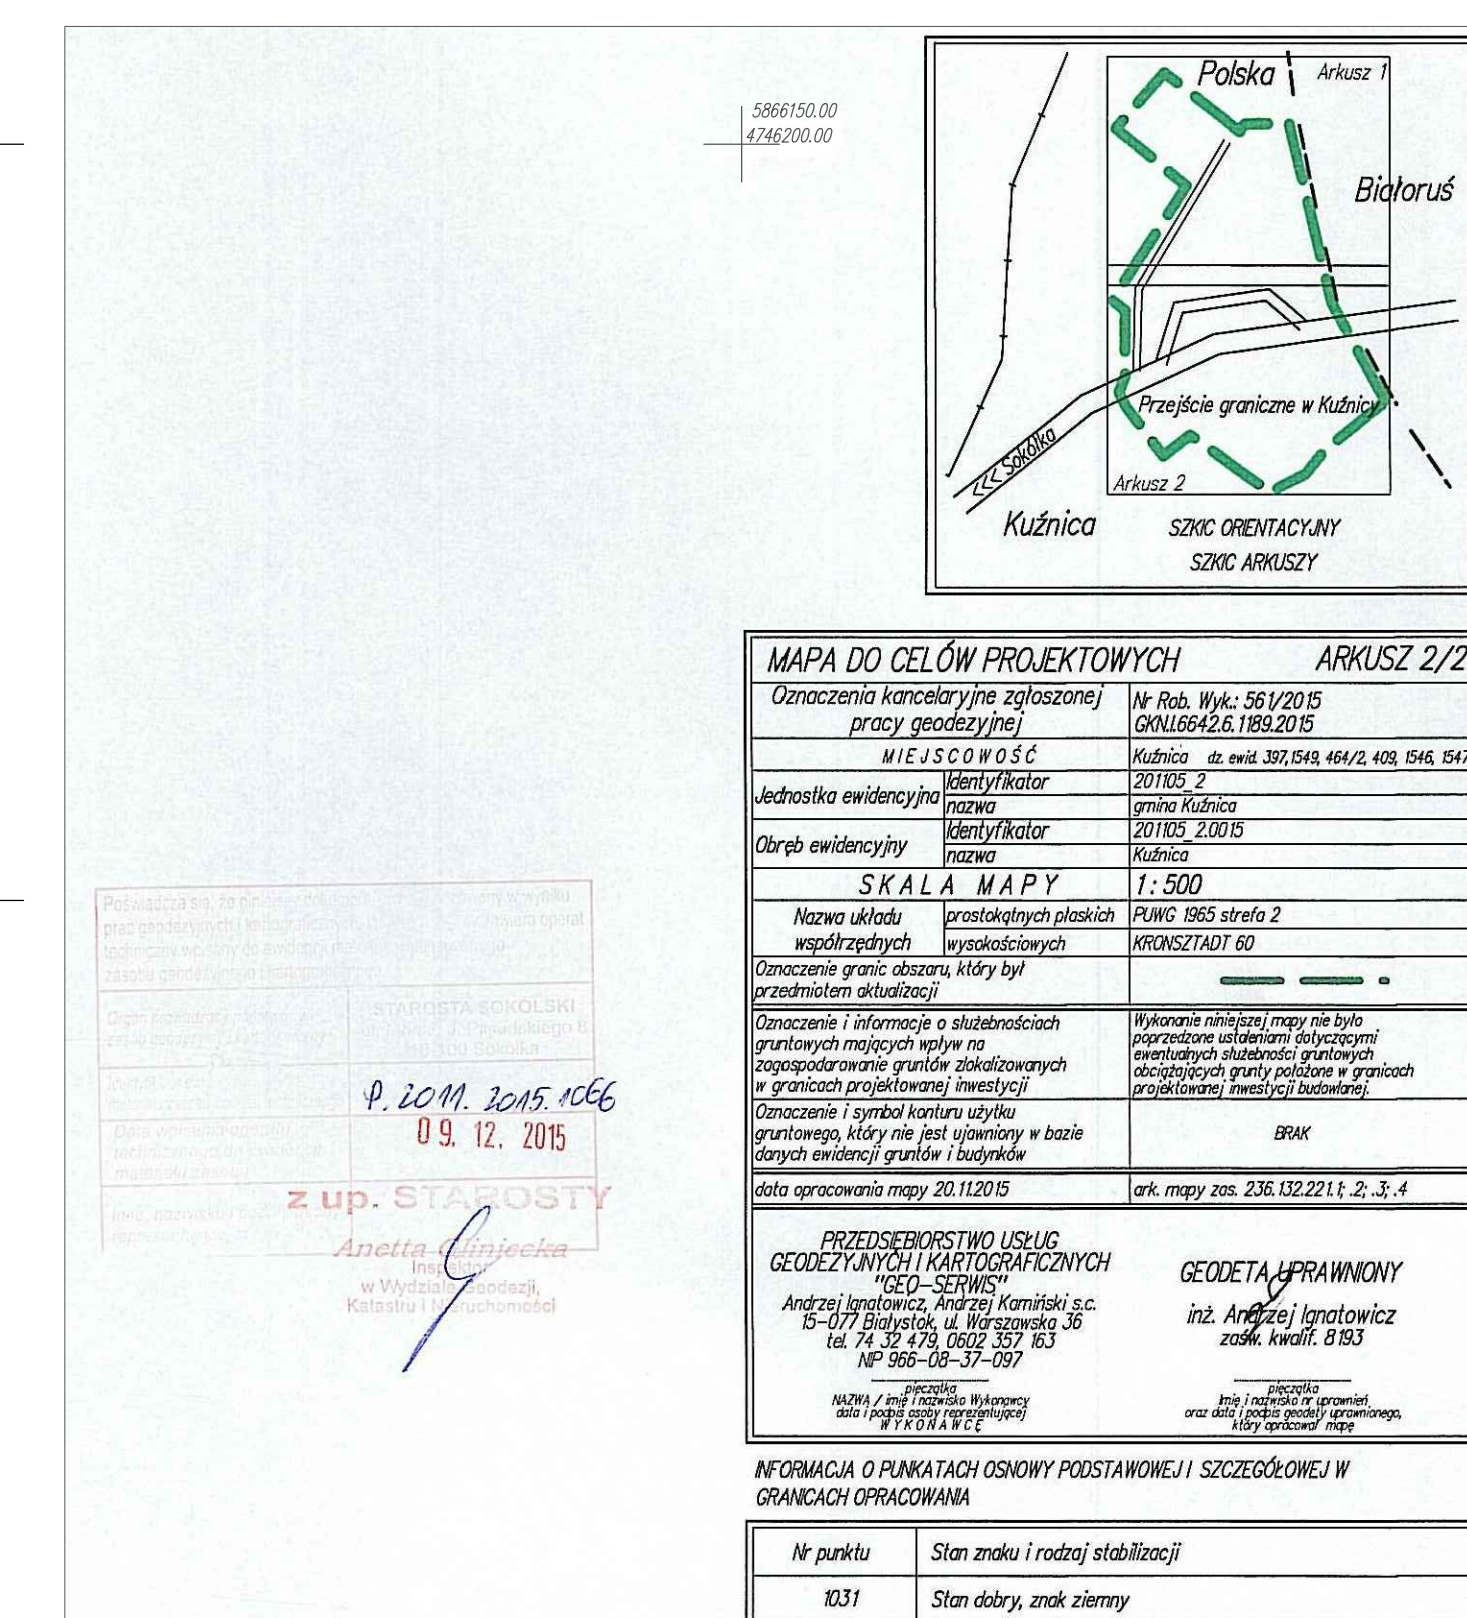 5866150.00
4746200.00
Polska
Arkusz 1
Białoruś
Przejście graniczne w Kuźnicy
<<< Sokółka
Arkusz 2
Kuźnica
SZKIC ORIENTACYJNY
SZKIC ARKUSZY
MAPA DO CELÓW PROJEKTOWYCH ARKUSZ 2/2
Oznaczenia kancelaryjne zgłoszonej
pracy geodezyjnej
Nr Rob. Wyk.: 561/2015
GKN.I.6642.6.1189.2015
MIEJSCOWOŚĆ
Kuźnica dz. ewid. 397,1549, 464/2, 409, 1546, 1547
Jednostka ewidencyjna
Identyfikator
201105_2
nazwa
gmina Kuźnica
Obręb ewidencyjny
Identyfikator
201105_2.0015
nazwa
Kuźnica
SKALA MAPY
1:500
Nazwa układu
współrzędnych
prostokątnych płaskich
PUWG 1965 strefa 2
wysokościowych
KRONSZTADT 60
Oznaczenie granic obszaru, który był
przedmiotem aktualizacji
Oznaczenie i informacje o służebnościach
gruntowych mających wpływ na
zagospodarowanie gruntów zlokalizowanych
w granicach projektowanej inwestycji
Wykonanie niniejszej mapy nie było
poprzedzone ustaleniami dotyczącymi
ewentualnych służebności gruntowych
obciążających grunty położone w granicach
projektowanej inwestycji budowlanej.
Oznaczenie i symbol konturu użytku
gruntowego, który nie jest ujawniony w bazie
danych ewidencji gruntów i budynków
BRAK
data opracowania mapy 20.11.2015
ark. mapy zas. 236.132.221.1; .2; .3; .4
PRZEDSIĘBIORSTWO USŁUG
GEODEZYJNYCH I KARTOGRAFICZNYCH
"GEO-SERWIS"
Andrzej Ignatowicz, Andrzej Kamiński s.c.
15-077 Białystok, ul. Warszawska 36
tel. 74 32 479, 0602 357 163
NIP 966-08-37-097
pieczątka
NAZWA / imię i nazwisko Wykonawcy
data i podpis osoby reprezentującej
WYKONAWCĘ
GEODETA UPRAWNIONY
inż. Andrzej Ignatowicz
zaśw. kwalif. 8193
pieczątka
Imię i nazwisko nr uprawnień,
oraz data i podpis geodety uprawnionego,
który opracował mapę
Poświadcza się, że
prac geodezyjnych i kartograficznych
operat
STAROSTA SOKÓLSKI
P. 2011. 2015. 1066
09. 12. 2015
z up. STAROSTY
Anetta
Inspektor
w Wydziale Geodezji,
Katastru i Nieruchomości
INFORMACJA O PUNKATACH OSNOWY PODSTAWOWEJ I SZCZEGÓŁOWEJ W
GRANICACH OPRACOWANIA
Nr punktu
Stan znaku i rodzaj stabilizacji
1031
Stan dobry, znak ziemny